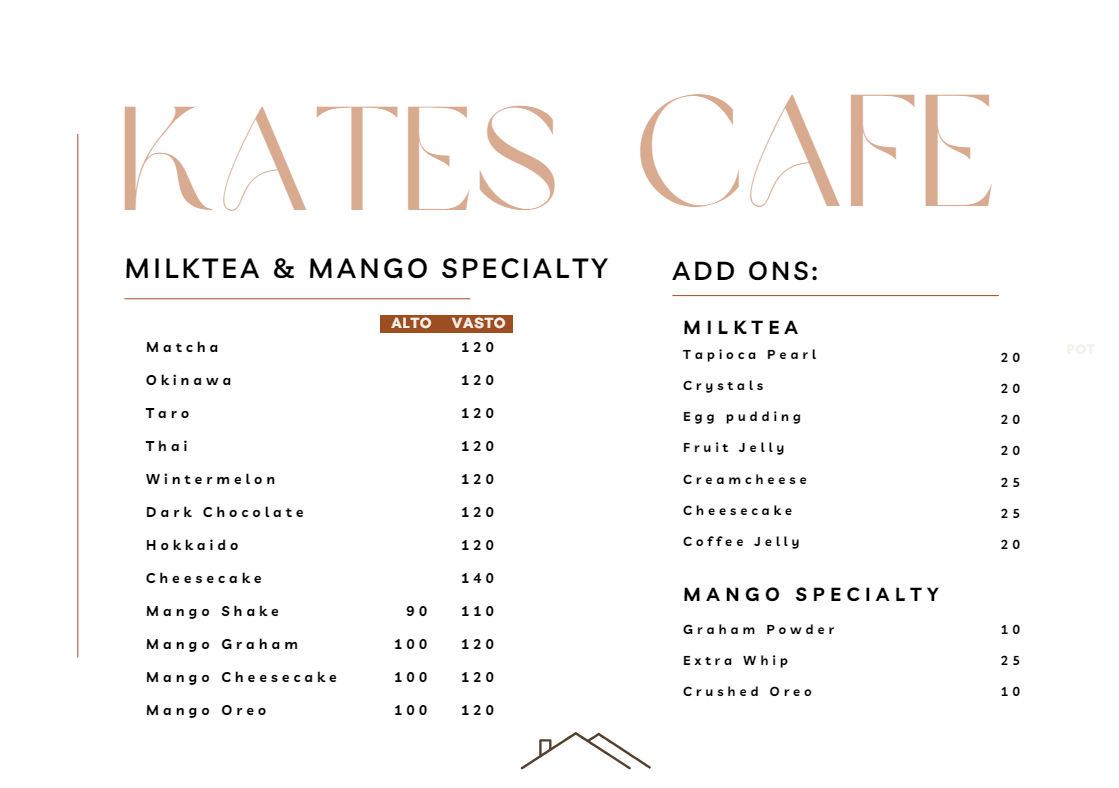 KATES CAFE
MILKTEA & MANGO SPECIALTY
ALTO VASTO
Matcha 120
Okinawa 120
Taro 120
Thai 120
Wintermelon 120
Dark Chocolate 120
Hokkaido 120
Cheesecake 140
Mango Shake 90 110
Mango Graham 100 120
Mango Cheesecake 100 120
Mango Oreo 100 120
ADD ONS:
MILKTEA
Tapioca Pearl 20
Crystals 20
Egg pudding 20
Fruit Jelly 20
Creamcheese 25
Cheesecake 25
Coffee Jelly 20
MANGO SPECIALTY
Graham Powder 10
Extra Whip 25
Crushed Oreo 10
POT